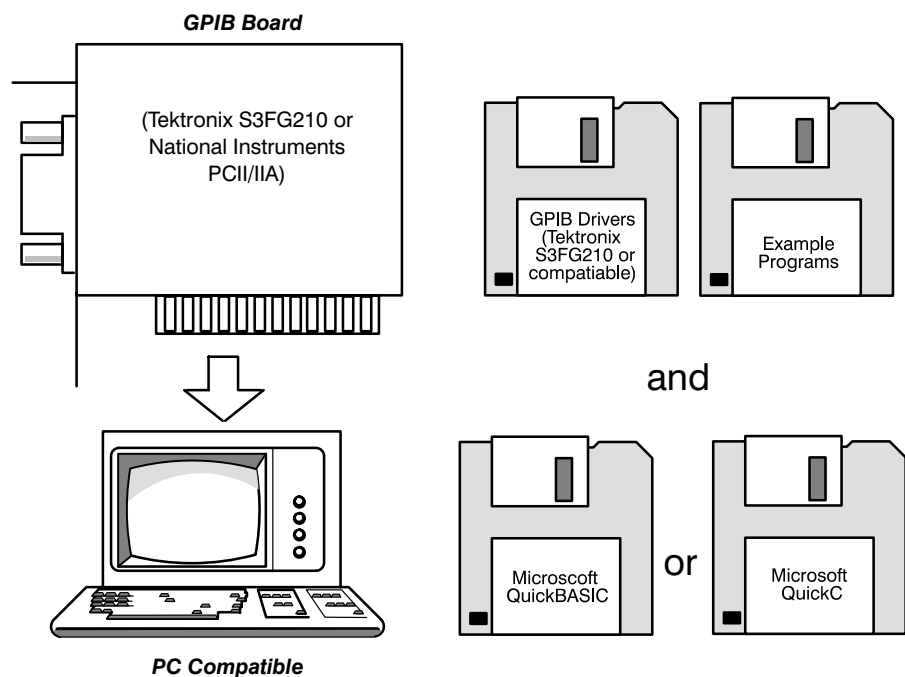 GPIB Board
(Tektronix S3FG210 or
National Instruments
PCII/IIA)
GPIB Drivers
(Tektronix
S3FG210 or
compatiable)
Example
Programs
and
Microscoft
QuickBASIC
or
Microsoft
QuickC
PC Compatible